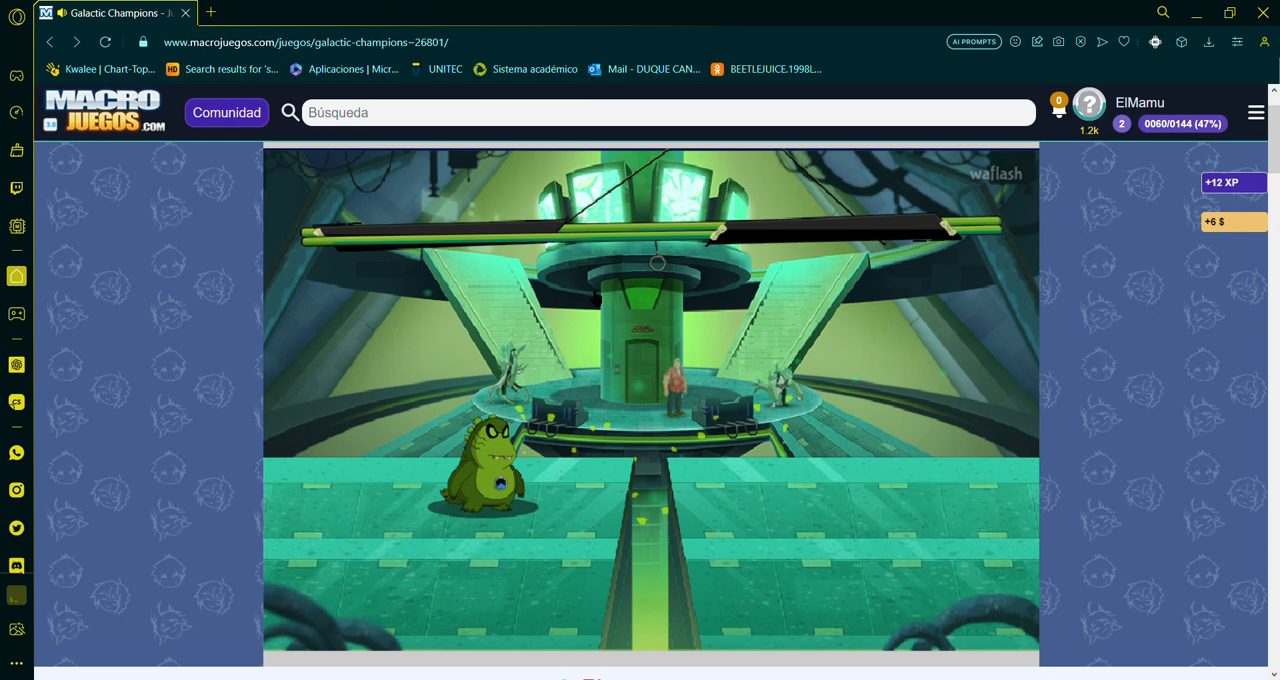 Galactic Champions - Ju
www.macrojuegos.com/juegos/galactic-champions~26801/
AI PROMPTS
Kwalee | Chart-Top...
HD
Search results for 's...
Aplicaciones | Micr...
UNITEC
Sistema académico
Mail - DUQUE CAN...
BEETLEJUICE.1998L...
MACRO
JUEGOS.COM
3.0
Comunidad
Búsqueda
0
1.2k
ElMamu
2
0060/0144 (47%)
waflash
+12 XP
+6 $
CS